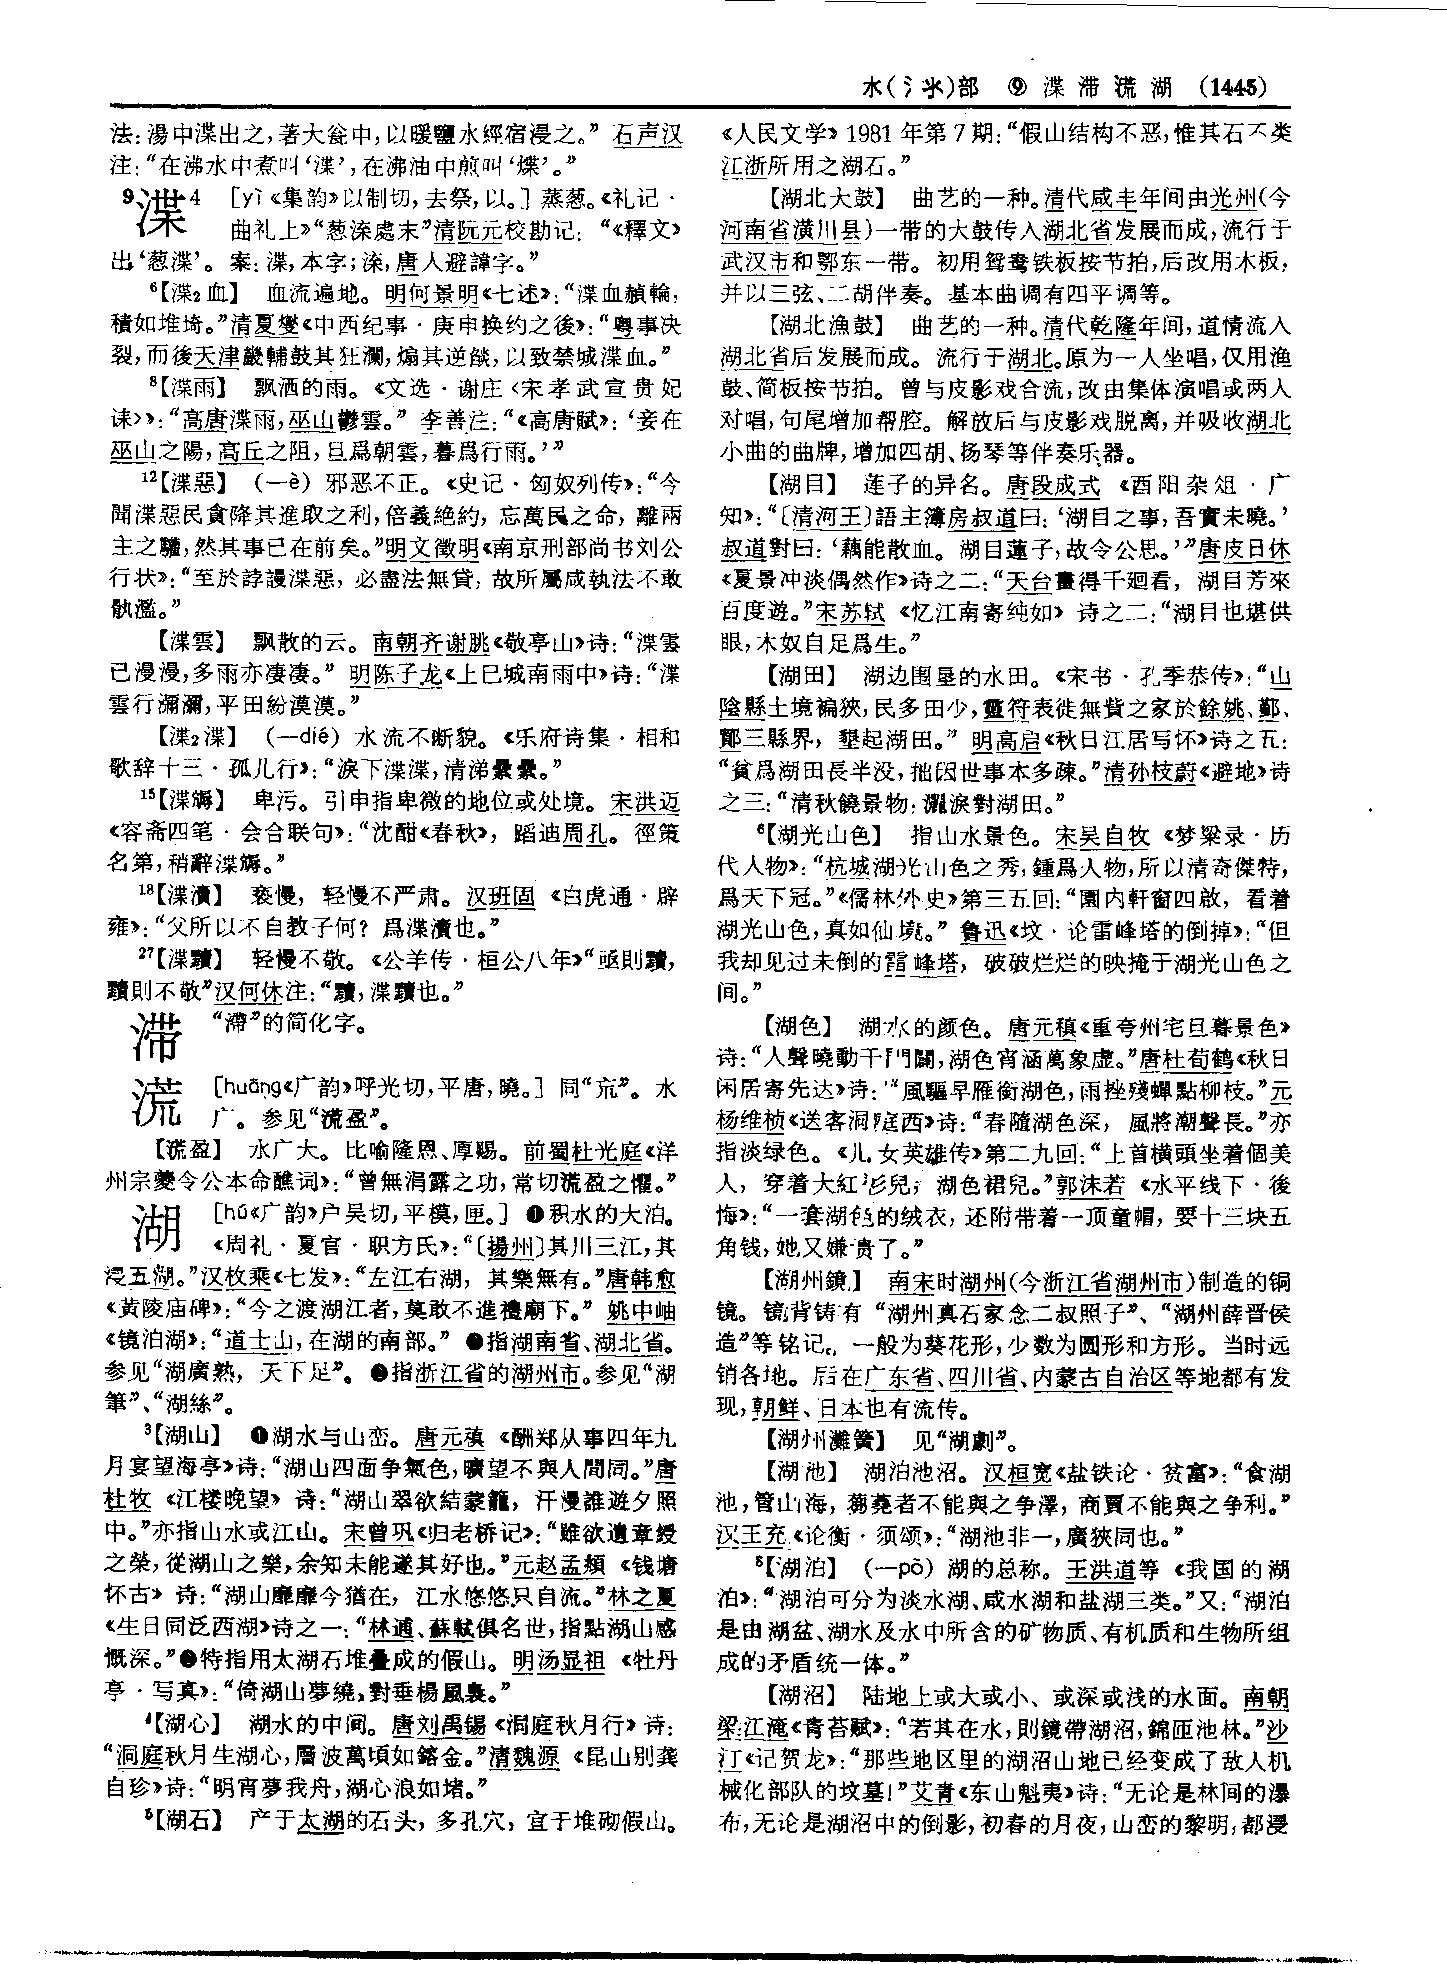 水(氵氺)部 ⑨ 渫 滞 㵃 湖 (1445)
法:湯中渫出之,著大瓮中,以暖鹽水經宿浸之。”石声汉
注:“在沸水中煮叫‘渫’,在沸油中煎叫‘煠’。”
9渫4 [yì《集韵》以制切,去祭,以。]蒸葱。《礼记·
曲礼上》“葱渿處末”清阮元校勘记:“《釋文》
出‘葱渫’。案:渫,本字;渿,唐人避諱字。”
6【渫2血】 血流遍地。明何景明《七述》:“渫血赬輪,
積如堆埼。”清夏燮《中西纪事·庚申换约之後》:“粤事决
裂,而後天津畿輔鼓其狂瀾,煽其逆燄,以致禁城渫血。”
8【渫雨】 飘洒的雨。《文选·谢庄〈宋孝武宣贵妃
诔〉》:“高唐渫雨,巫山鬱雲。”李善注:“《高唐賦》:‘妾在
巫山之陽,高丘之阻,旦爲朝雲,暮爲行雨。’”
12【渫惡】 (—è) 邪恶不正。《史记·匈奴列传》:“今
聞渫惡民貪降其進取之利,倍義絶約,忘萬民之命,離兩
主之驩,然其事已在前矣。”明文徵明《南京刑部尚书刘公
行状》:“至於誖謾渫惡,必盡法無貸,故所屬咸執法不敢
骫濫。”
【渫雲】 飘散的云。南朝齐谢朓《敬亭山》诗:“渫雲
已漫漫,多雨亦凄凄。”明陈子龙《上巳城南雨中》诗:“渫
雲行瀰瀰,平田紛漠漠。”
【渫2渫】 (—dié) 水流不断貌。《乐府诗集·相和
歌辞十三·孤儿行》:“淚下渫渫,清涕纍纍。”
15【渫𤁋】 卑污。引申指卑微的地位或处境。宋洪迈
《容斋四笔·会合联句》:“沈酣《春秋》,蹈迪周孔。徑策
名第,稍辭渫𤁋。”
18【渫瀆】 亵慢,轻慢不严肃。汉班固《白虎通·辟
雍》:“父所以不自教子何?爲渫瀆也。”
27【渫黷】 轻慢不敬。《公羊传·桓公八年》“亟則黷,
黷則不敬”汉何休注:“黷,渫黷也。”
滞 “滯”的简化字。
㵃 [huāng《广韵》呼光切,平唐,曉。]同“㠩”。水
广。参见“㵃盈”。
【㵃盈】 水广大。比喻隆恩、厚赐。前蜀杜光庭《洋
州宗夔令公本命醮词》:“曾無涓露之功,常切㵃盈之懼。”
湖 [hú《广韵》户吴切,平模,匣。]❶积水的大泊。
《周礼·夏官·职方氏》:“〔揚州〕其川三江,其
浸五湖。”汉枚乘《七发》:“左江右湖,其樂無有。”唐韩愈
《黄陵庙碑》:“今之渡湖江者,莫敢不進禮廟下。”姚中岫
《镜泊湖》:“道士山,在湖的南部。”❷指湖南省、湖北省。
参见“湖廣熟,天下足”。❸指浙江省的湖州市。参见“湖
筆”、“湖絲”。
3【湖山】 ❶湖水与山峦。唐元稹《酬郑从事四年九
月宴望海亭》诗:“湖山四面争氣色,曠望不與人間同。”唐
杜牧《江楼晚望》诗:“湖山翠欲結蒙籠,汗漫誰遊夕照
中。”亦指山水或江山。宋曾巩《归老桥记》:“雖欲遺章綬
之榮,從湖山之樂,余知未能遂其好也。”元赵孟頫《钱塘
怀古》诗:“湖山靡靡今猶在,江水悠悠只自流。”林之夏
《生日同泛西湖》诗之一:“林逋、蘇軾俱名世,指點湖山感
慨深。”❷特指用太湖石堆叠成的假山。明汤显祖《牡丹
亭·写真》:“倚湖山夢繞,對垂楊風裊。”
4【湖心】 湖水的中间。唐刘禹锡《洞庭秋月行》诗:
“洞庭秋月生湖心,層波萬頃如鎔金。”清魏源《昆山别龚
自珍》诗:“明宵夢我舟,湖心浪如堵。”
5【湖石】 产于太湖的石头,多孔穴,宜于堆砌假山。
《人民文学》1981年第7期:“假山结构不恶,惟其石不类
江浙所用之湖石。”
【湖北大鼓】 曲艺的一种。清代咸丰年间由光州(今
河南省潢川县)一带的大鼓传入湖北省发展而成,流行于
武汉市和鄂东一带。初用鸳鸯铁板按节拍,后改用木板,
并以三弦、二胡伴奏。基本曲调有四平调等。
【湖北漁鼓】 曲艺的一种。清代乾隆年间,道情流入
湖北省后发展而成。流行于湖北。原为一人坐唱,仅用渔
鼓、简板按节拍。曾与皮影戏合流,改由集体演唱或两人
对唱,句尾增加帮腔。解放后与皮影戏脱离,并吸收湖北
小曲的曲牌,增加四胡、扬琴等伴奏乐器。
【湖目】 莲子的异名。唐段成式《酉阳杂俎·广
知》:“〔清河王〕語主簿房叔道曰:‘湖目之事,吾實未曉。’
叔道對曰:‘藕能散血。湖目蓮子,故令公思。’”唐皮日休
《夏景冲淡偶然作》诗之二:“天台畫得千迴看,湖目芳來
百度遊。”宋苏轼《忆江南寄纯如》诗之二:“湖目也堪供
眼,木奴自足爲生。”
【湖田】 湖边围垦的水田。《宋书·孔季恭传》:“山
陰縣土境褊狹,民多田少,靈符表徙無貲之家於餘姚、鄞、
鄮三縣界,墾起湖田。”明高启《秋日江居写怀》诗之五:
“貧爲湖田長半没,拙因世事本多疎。”清孙枝蔚《避地》诗
之三:“清秋饒景物,灑淚對湖田。”
6【湖光山色】 指山水景色。宋吴自牧《梦粱录·历
代人物》:“杭城湖光山色之秀,鍾爲人物,所以清奇傑特,
爲天下冠。”《儒林外史》第三五回:“園内軒窗四啟,看着
湖光山色,真如仙境。”鲁迅《坟·论雷峰塔的倒掉》:“但
我却见过未倒的雷峰塔,破破烂烂的映掩于湖光山色之
间。”
【湖色】 湖水的颜色。唐元稹《重夸州宅旦暮景色》
诗:“人聲曉動千門闢,湖色宵涵萬象虚。”唐杜荀鹤《秋日
闲居寄先达》诗:“風驅早雁衝湖色,雨挫殘蟬點柳枝。”元
杨维桢《送客洞庭西》诗:“春隨湖色深,風將潮聲長。”亦
指淡绿色。《儿女英雄传》第二九回:“上首横頭坐着個美
人,穿着大紅衫兒,湖色裙兒。”郭沫若《水平线下·後
悔》:“一套湖色的绒衣,还附带着一顶童帽,要十三块五
角钱,她又嫌贵了。”
【湖州鏡】 南宋时湖州(今浙江省湖州市)制造的铜
镜。镜背铸有“湖州真石家念二叔照子”、“湖州薛晋侯
造”等铭记。一般为葵花形,少数为圆形和方形。当时远
销各地。后在广东省、四川省、内蒙古自治区等地都有发
现,朝鲜、日本也有流传。
【湖州灘簧】 见“湖劇”。
【湖池】 湖泊池沼。汉桓宽《盐铁论·贫富》:“食湖
池,管山海,蒭蕘者不能與之争澤,商賈不能與之争利。”
汉王充《论衡·须颂》:“湖池非一,廣狹同也。”
8【湖泊】 (—pō) 湖的总称。王洪道等《我国的湖
泊》:“湖泊可分为淡水湖、咸水湖和盐湖三类。”又:“湖泊
是由湖盆、湖水及水中所含的矿物质、有机质和生物所组
成的矛盾统一体。”
【湖沼】 陆地上或大或小、或深或浅的水面。南朝
梁江淹《青苔赋》:“若其在水,則鏡帶湖沼,錦匝池林。”沙
汀《记贺龙》:“那些地区里的湖沼山地已经变成了敌人机
械化部队的坟墓!”艾青《东山魁夷》诗:“无论是林间的瀑
布,无论是湖沼中的倒影,初春的月夜,山峦的黎明,都浸